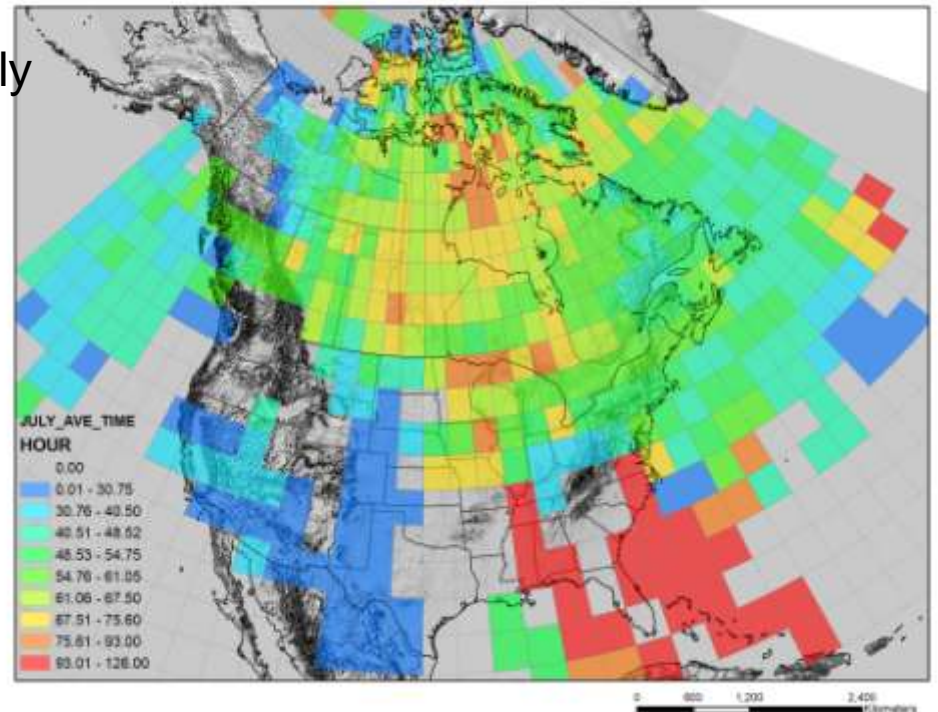 ly
JULY_AVE_TIME
HOUR
0.00
0.01 - 30.75
30.76 - 40.50
40.51 - 48.52
48.53 - 54.75
54.76 - 61.05
61.06 - 67.50
67.51 - 75.60
75.61 - 93.00
93.01 - 126.00
0 600 1,200 2,400
Kilometers